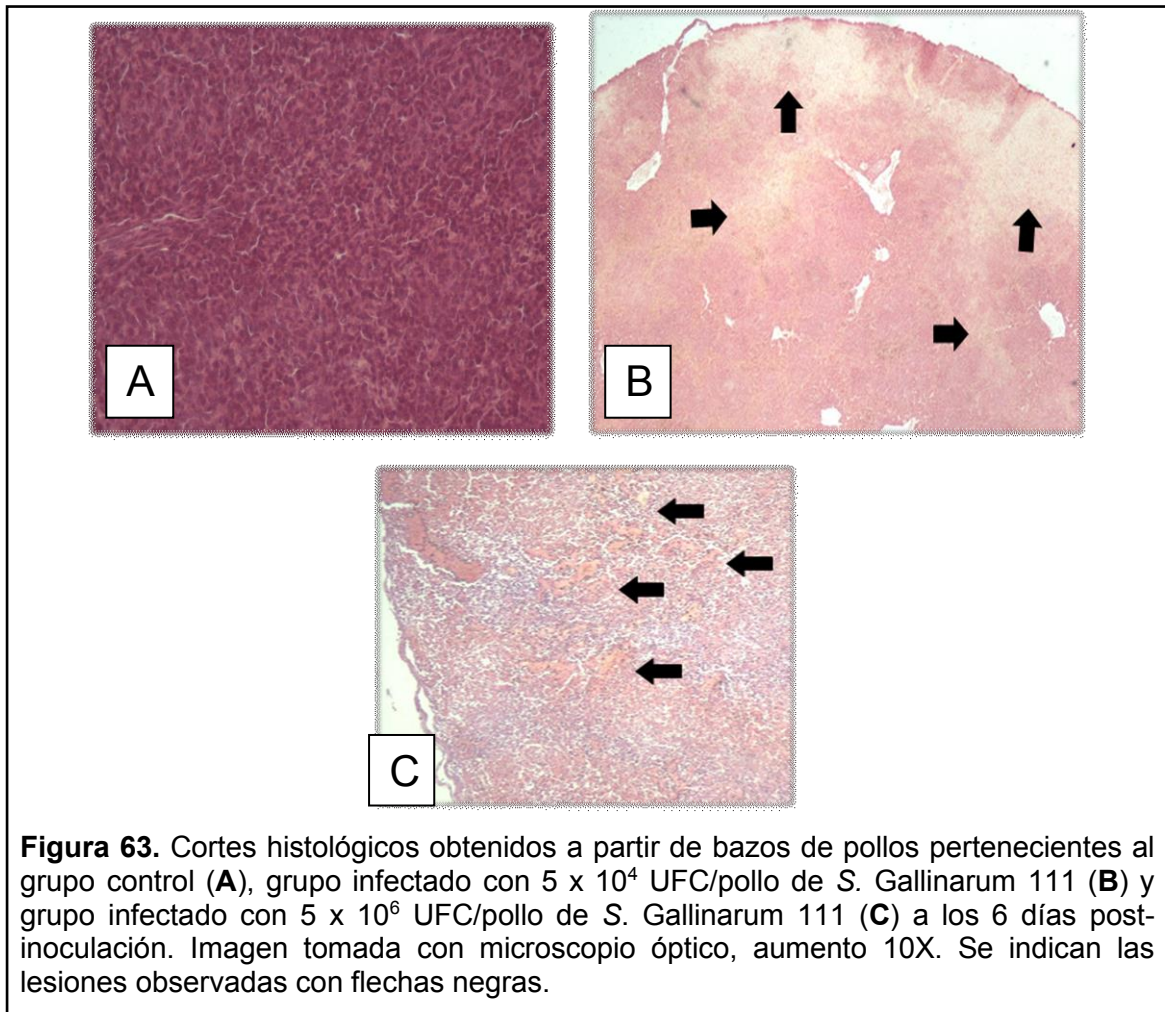 A
B
C
Figura 63. Cortes histológicos obtenidos a partir de bazos de pollos pertenecientes al
grupo control (A), grupo infectado con 5 x 10⁴ UFC/pollo de S. Gallinarum 111 (B) y
grupo infectado con 5 x 10⁶ UFC/pollo de S. Gallinarum 111 (C) a los 6 días post-
inoculación. Imagen tomada con microscopio óptico, aumento 10X. Se indican las
lesiones observadas con flechas negras.